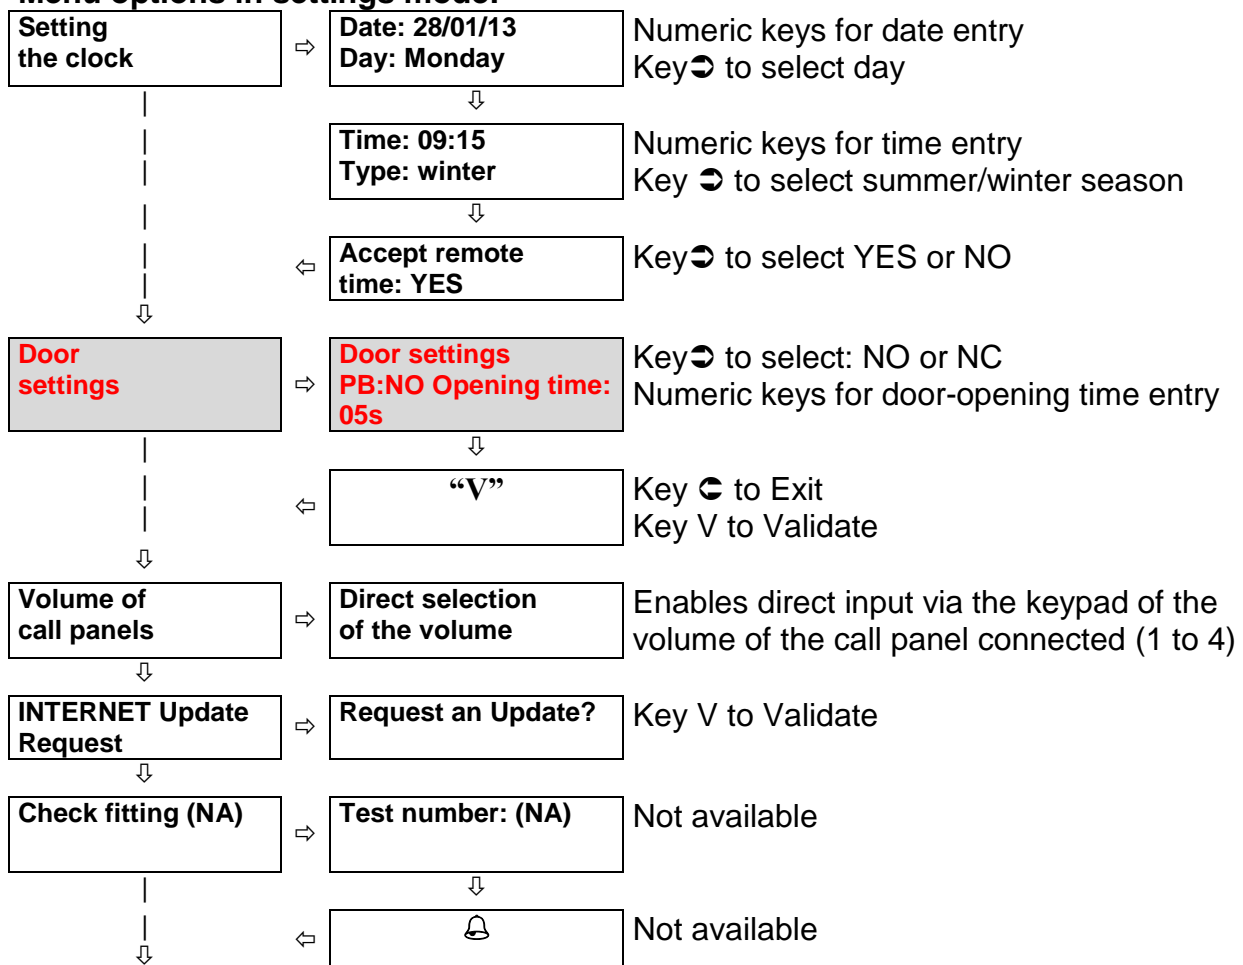 Menu options in settings mode:
Setting
the clock
⇨
Date: 28/01/13
Day: Monday
Numeric keys for date entry
Key➲ to select day
Time: 09:15
Type: winter
Numeric keys for time entry
Key ➲ to select summer/winter season
Accept remote
time: YES
Key➲ to select YES or NO
Door
settings
Door settings
PB:NO Opening time:
05s
Key➲ to select: NO or NC
Numeric keys for door-opening time entry
“V”
Key to Exit
Key V to Validate
Volume of
call panels
Direct selection
of the volume
Enables direct input via the keypad of the
volume of the call panel connected (1 to 4)
INTERNET Update
Request
Request an Update?
Key V to Validate
Check fitting (NA)
Test number: (NA)
Not available
Not available